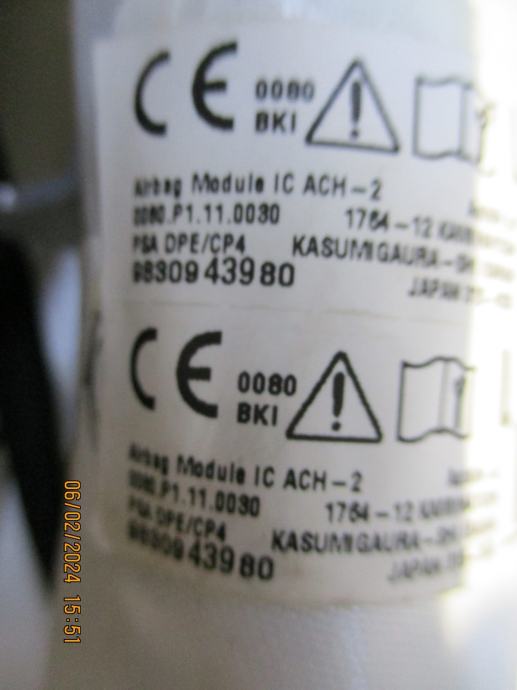 CE 0080
BKI
Airbag Module IC ACH-2
0080.P1.11.0030 1764-12
PSA DPE/CP4 KASUMIGAURA-SHI
9830943980 JAPAN
CE 0080
BKI
Airbag Module IC ACH-2
0080.P1.11.0030 1764-12
PSA DPE/CP4 KASUMIGAURA-SHI
9830943980 JAPAN
06/02/2024 15:51